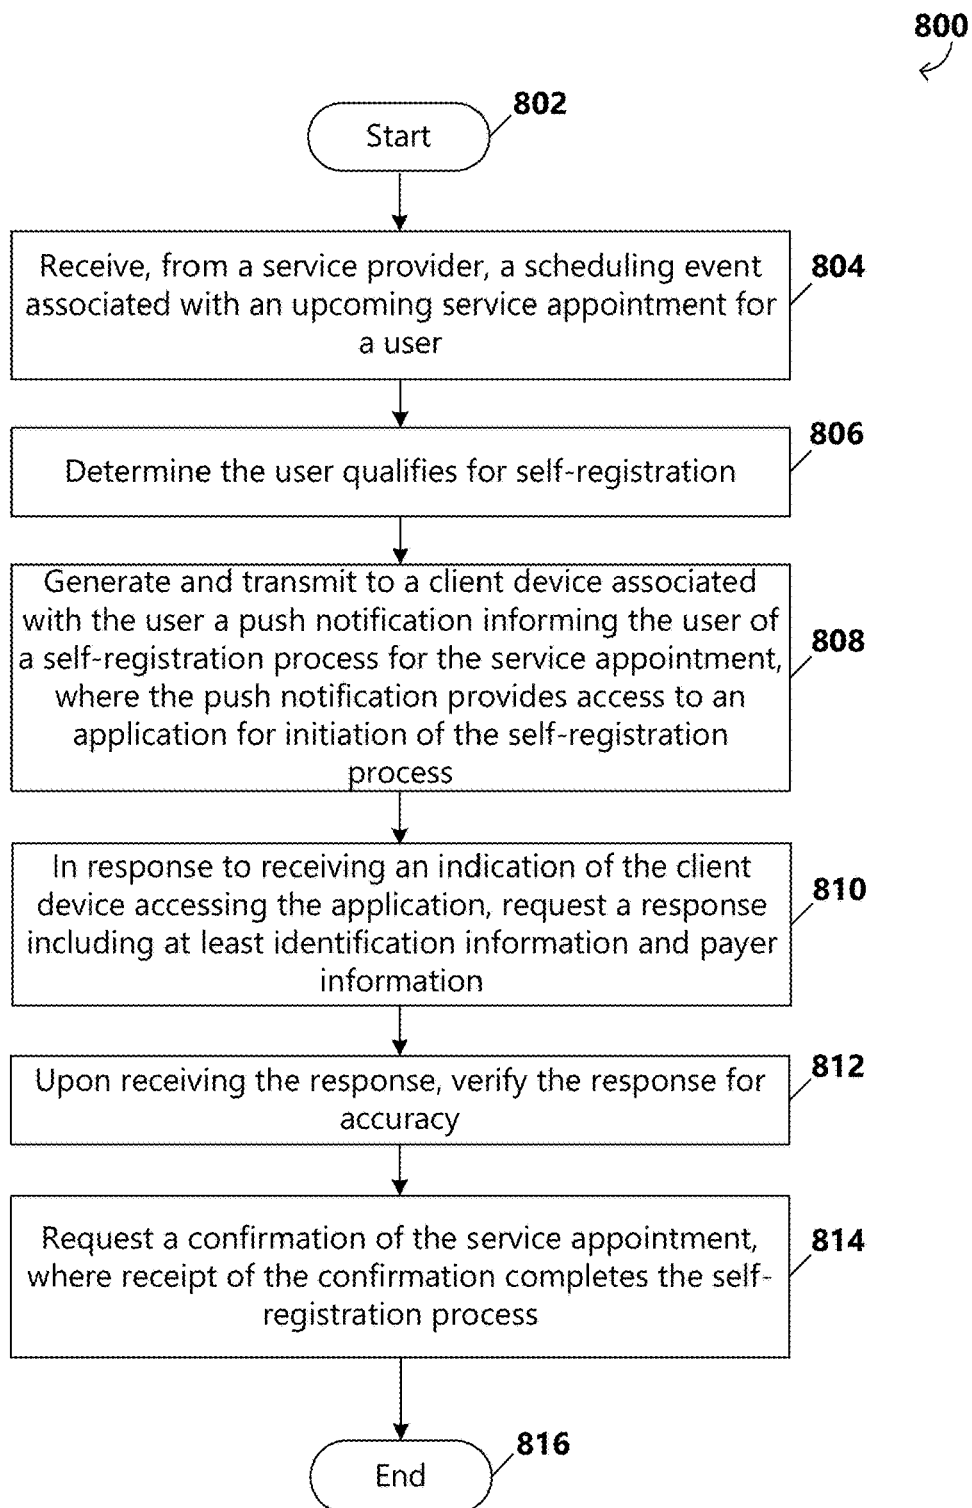 800
802
Start
Receive, from a service provider, a scheduling event
associated with an upcoming service appointment for
a user
804
806
Determine the user qualifies for self-registration
Generate and transmit to a client device associated
with the user a push notification informing the user of
a self-registration process for the service appointment,
where the push notification provides access to an
application for initiation of the self-registration
process
808
In response to receiving an indication of the client
device accessing the application, request a response
including at least identification information and payer
information
810
Upon receiving the response, verify the response for
accuracy
812
Request a confirmation of the service appointment,
where receipt of the confirmation completes the self-
registration process
814
816
End